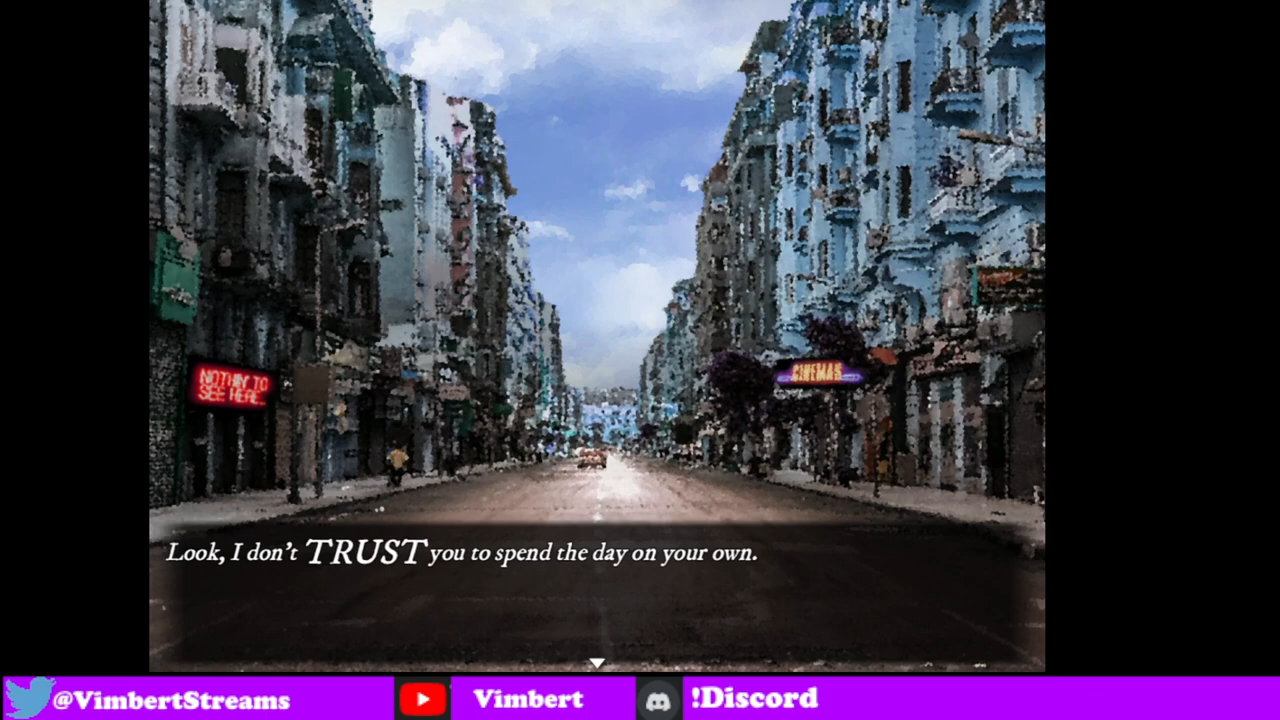 NOTHIN TO
SEE HERE
CINEMAS
Look, I don't TRUST you to spend the day on your own.
@VimbertStreams
Vimbert
!Discord